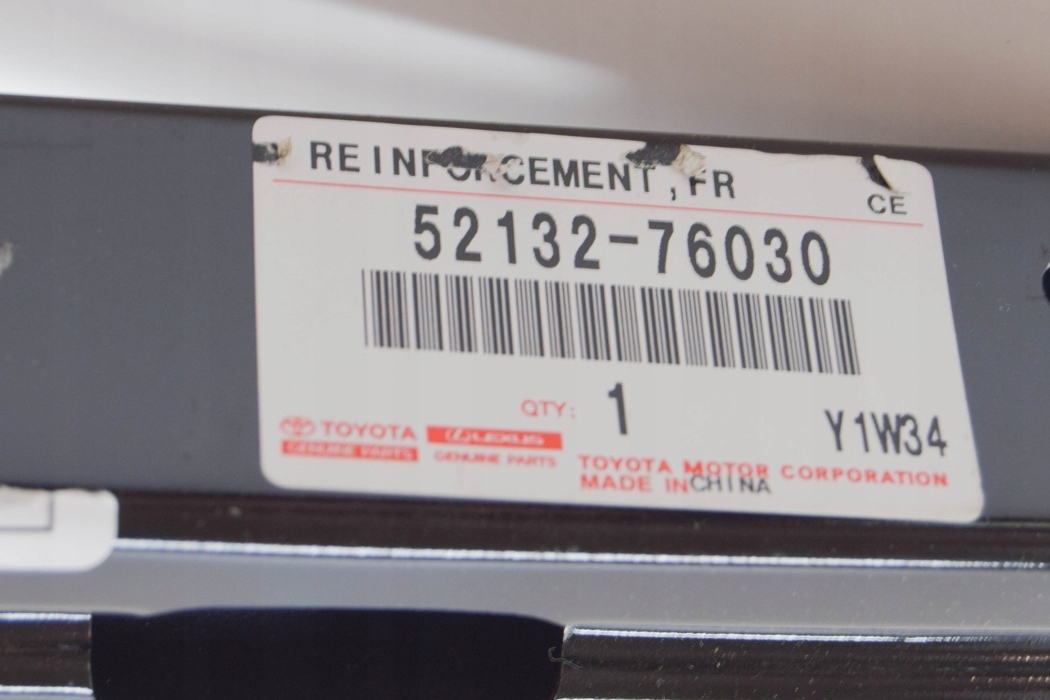 REINFORCEMENT,FR
CE
52132-76030
QTY: 1
Y1W34
TOYOTA
GENUINE PARTS
LEXUS
GENUINE PARTS
TOYOTA MOTOR CORPORATION
MADE IN CHINA